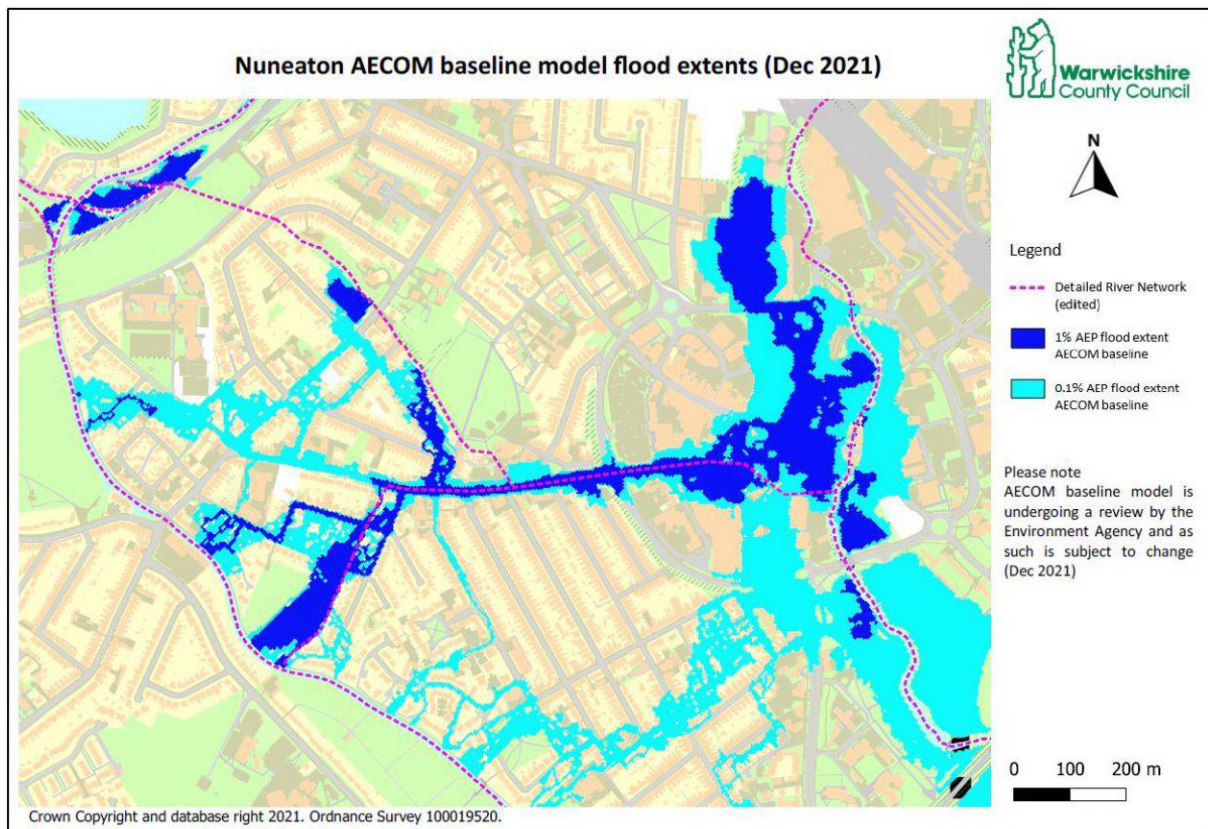 Nuneaton AECOM baseline model flood extents (Dec 2021)
Warwickshire
County Council
N
Legend
Detailed River Network
(edited)
1% AEP flood extent
AECOM baseline
0.1% AEP flood extent
AECOM baseline
Please note
AECOM baseline model is
undergoing a review by the
Environment Agency and as
such is subject to change
(Dec 2021)
0 100 200 m
Crown Copyright and database right 2021. Ordnance Survey 100019520.